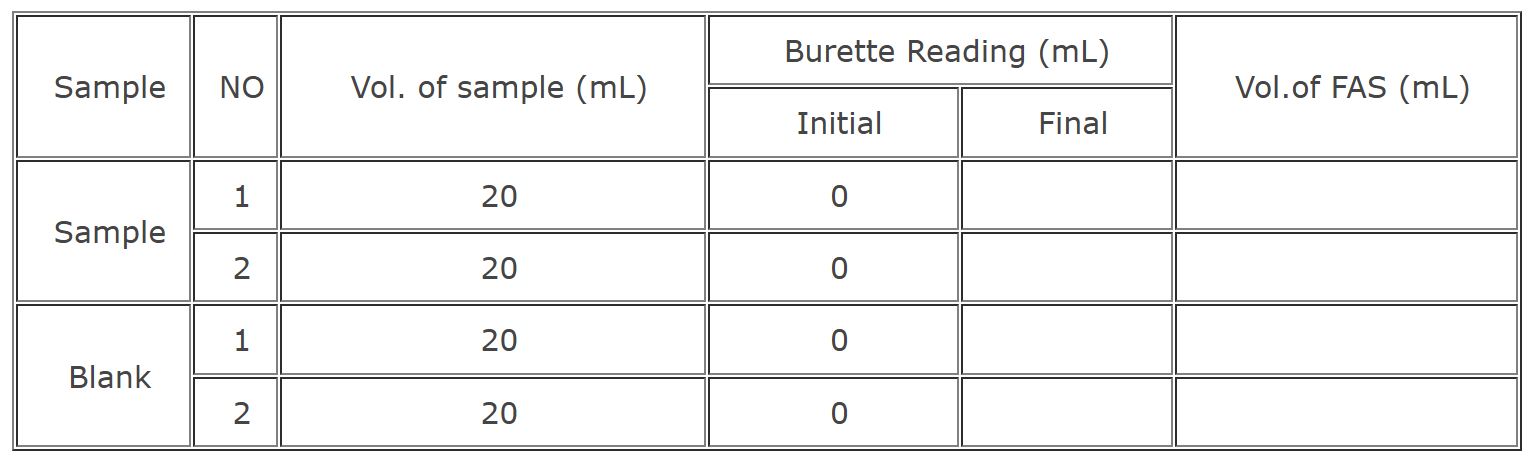 Sample NO Vol. of sample (mL) Burette Reading (mL) Vol.of FAS (mL)
Initial Final
Sample 1 20 0
2 20 0
Blank 1 20 0
2 20 0